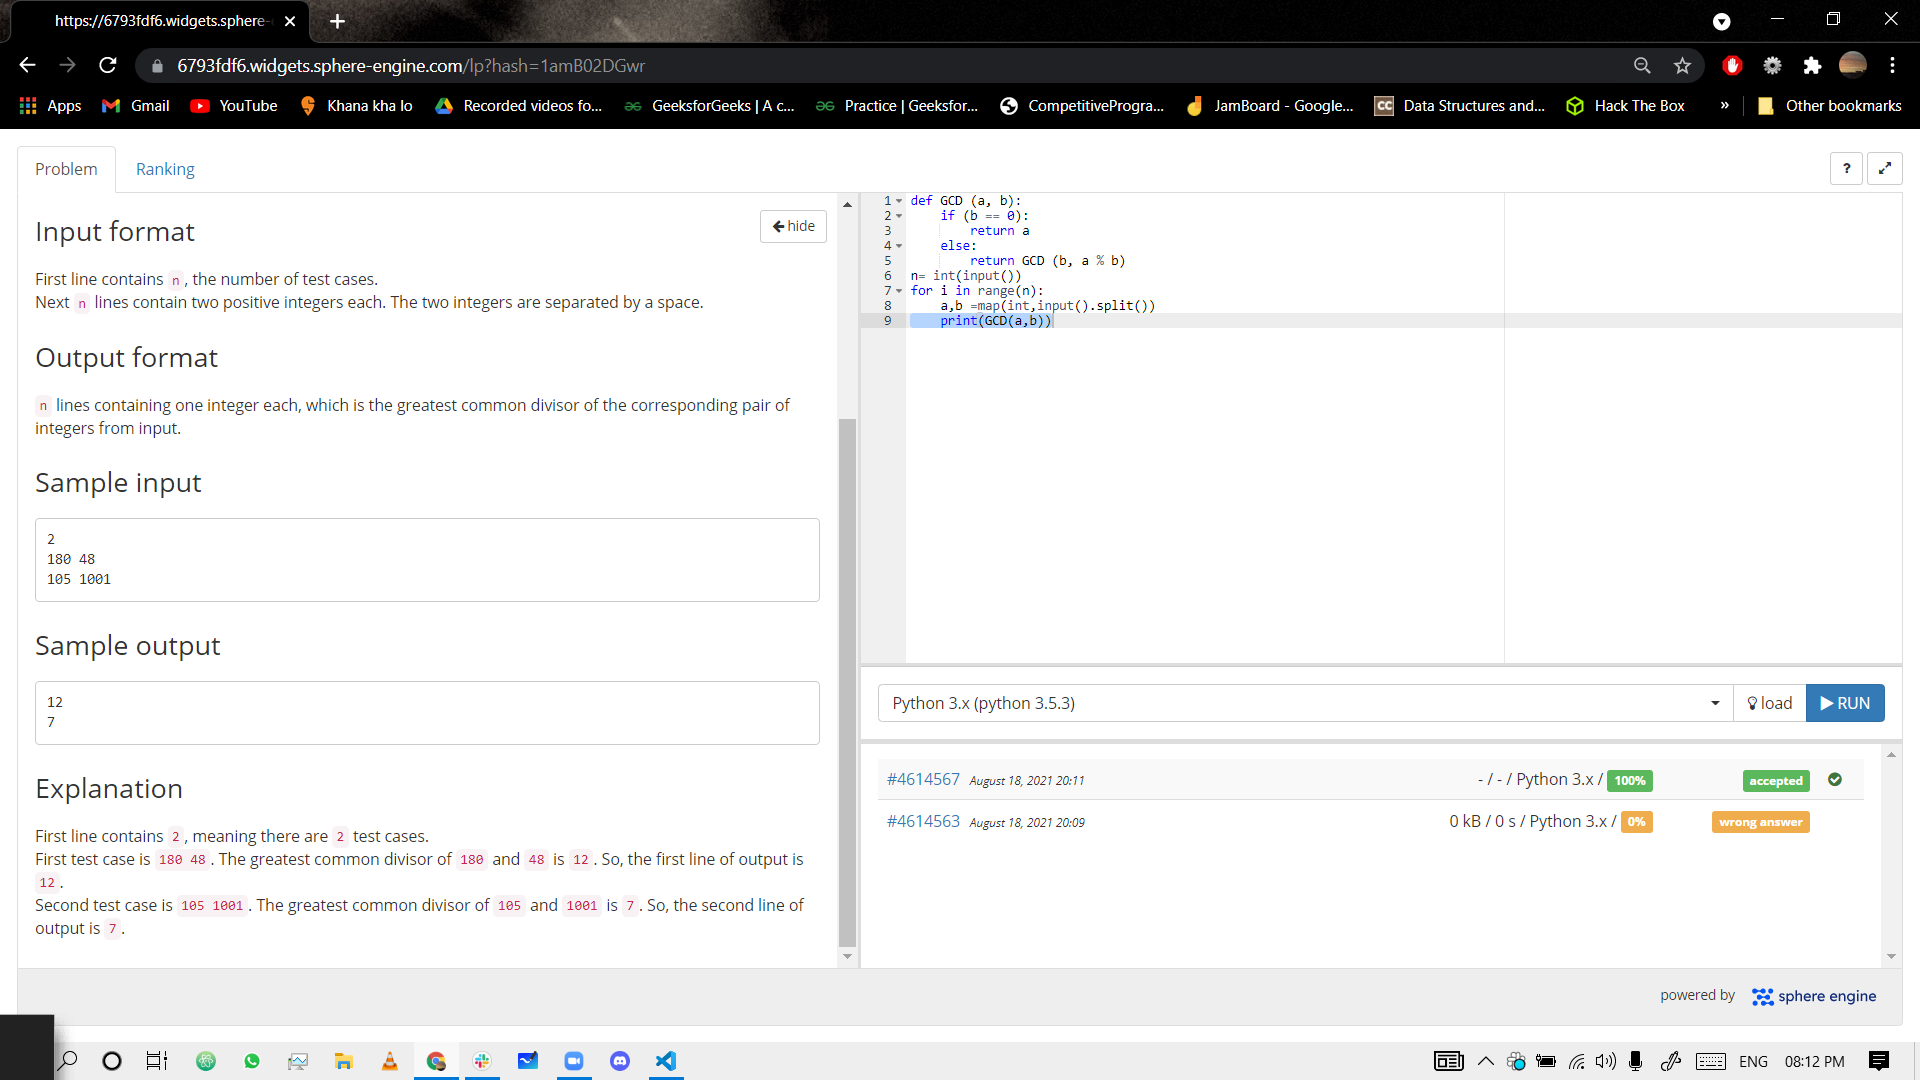 https://6793fdf6.widgets.sphere-
6793fdf6.widgets.sphere-engine.com/lp?hash=1amB02DGwr
Apps Gmail YouTube Khana kha lo Recorded videos fo... GeeksforGeeks | A c... Practice | Geeksfor... CompetitiveProgra... JamBoard - Google... CC Data Structures and... Hack The Box » Other bookmarks
Problem Ranking ?
Input format
hide
First line contains n, the number of test cases.
Next n lines contain two positive integers each. The two integers are separated by a space.
Output format
n lines containing one integer each, which is the greatest common divisor of the corresponding pair of
integers from input.
Sample input
2
180 48
105 1001
Sample output
12
7
Explanation
First line contains 2, meaning there are 2 test cases.
First test case is 180 48. The greatest common divisor of 180 and 48 is 12. So, the first line of output is
12.
Second test case is 105 1001. The greatest common divisor of 105 and 1001 is 7. So, the second line of
output is 7.
1 def GCD (a, b):
2 if (b == 0):
3 return a
4 else:
5 return GCD (b, a % b)
6 n= int(input())
7 for i in range(n):
8 a,b =map(int,input().split())
9 print(GCD(a,b))
Python 3.x (python 3.5.3) load RUN
#4614567 August 18, 2021 20:11 - / - / Python 3.x / 100% accepted
#4614563 August 18, 2021 20:09 0 kB / 0 s / Python 3.x / 0% wrong answer
powered by sphere engine
ENG 08:12 PM